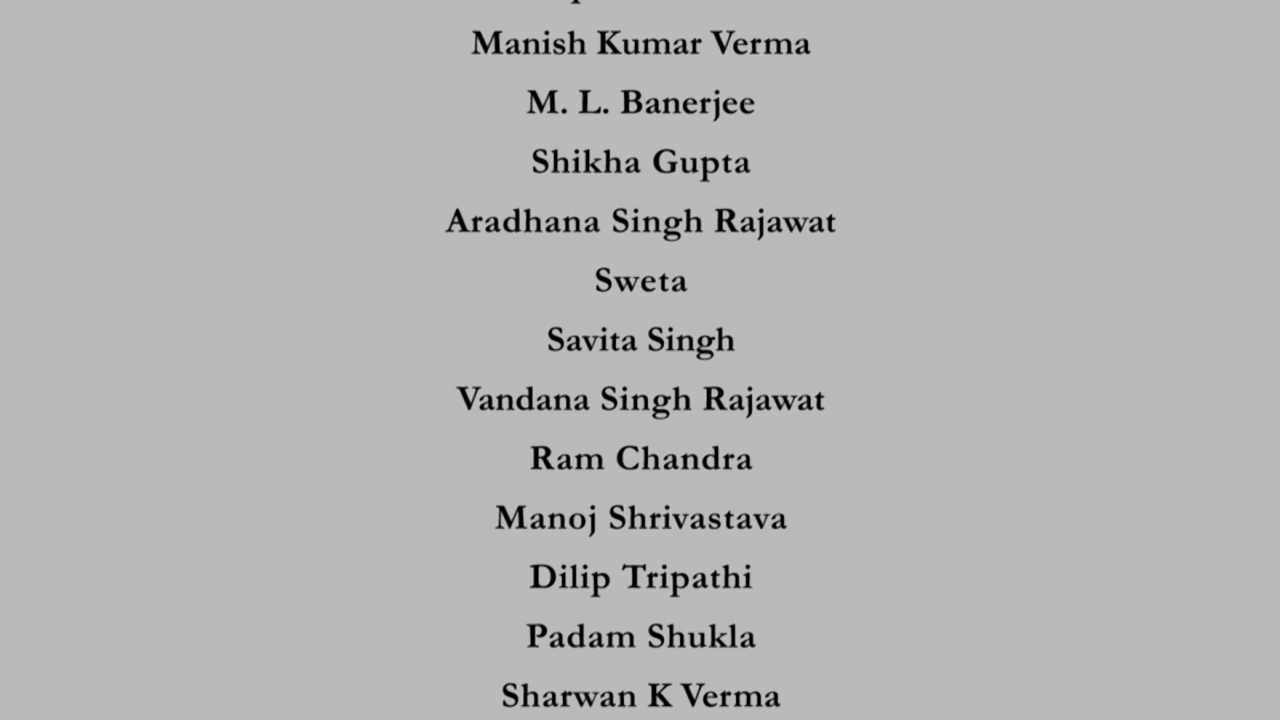 Manish Kumar Verma
M. L. Banerjee
Shikha Gupta
Aradhana Singh Rajawat
Sweta
Savita Singh
Vandana Singh Rajawat
Ram Chandra
Manoj Shrivastava
Dilip Tripathi
Padam Shukla
Sharwan K Verma